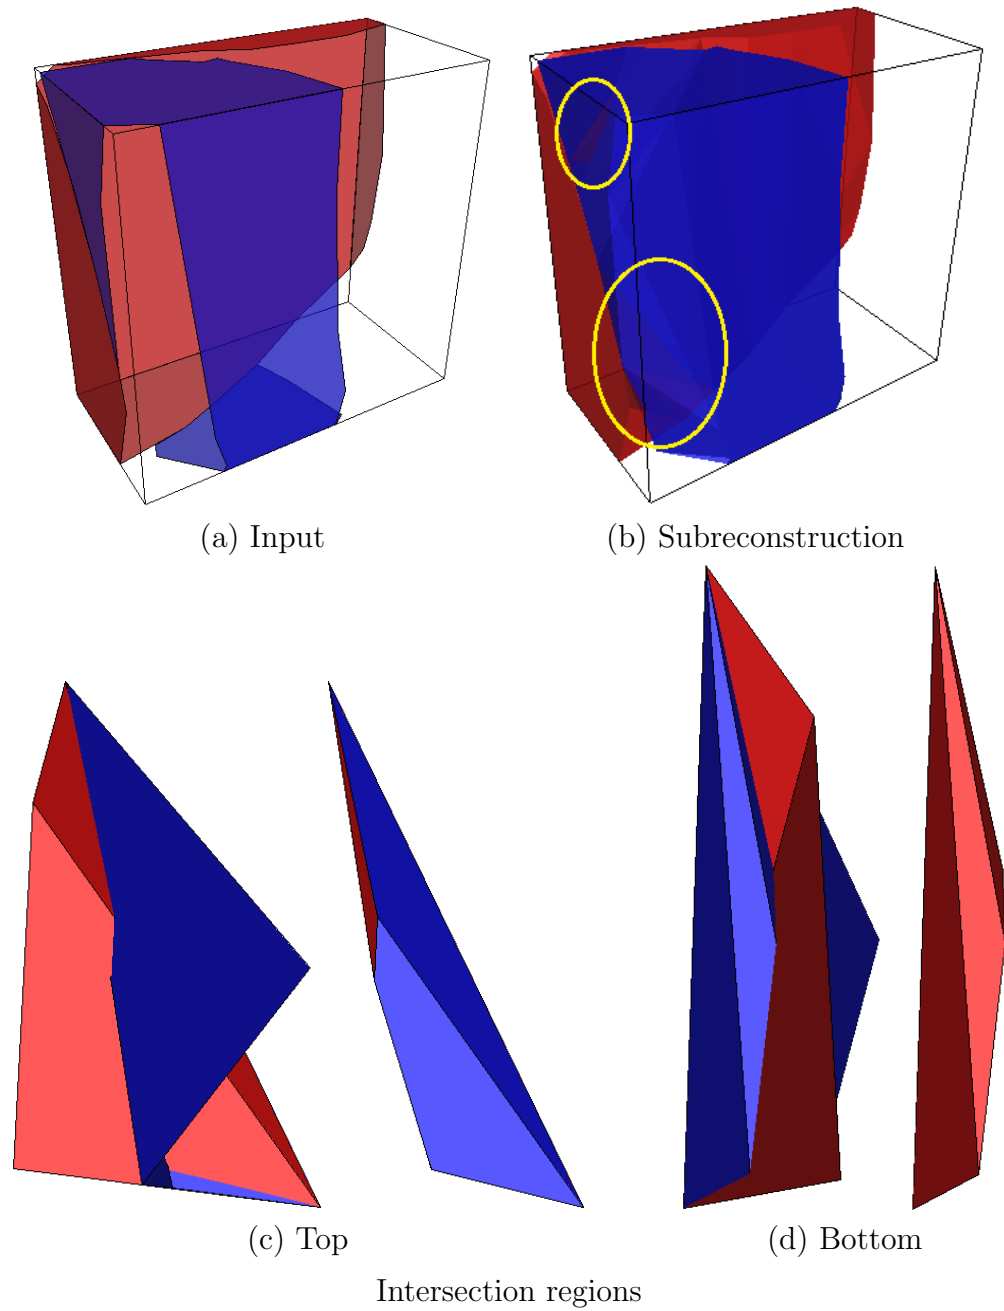 (a) Input
(b) Subreconstruction
(c) Top
(d) Bottom
Intersection regions